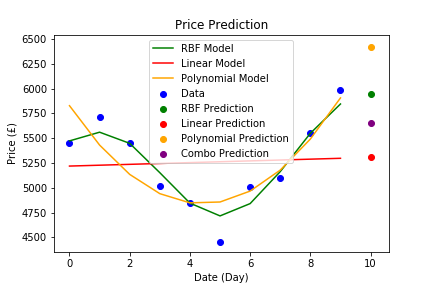 Price Prediction
6500
6250
6000
5750
5500
5250
5000
4750
4500
Price (£)
RBF Model
Linear Model
Polynomial Model
Data
RBF Prediction
Linear Prediction
Polynomial Prediction
Combo Prediction
0 2 4 6 8 10
Date (Day)